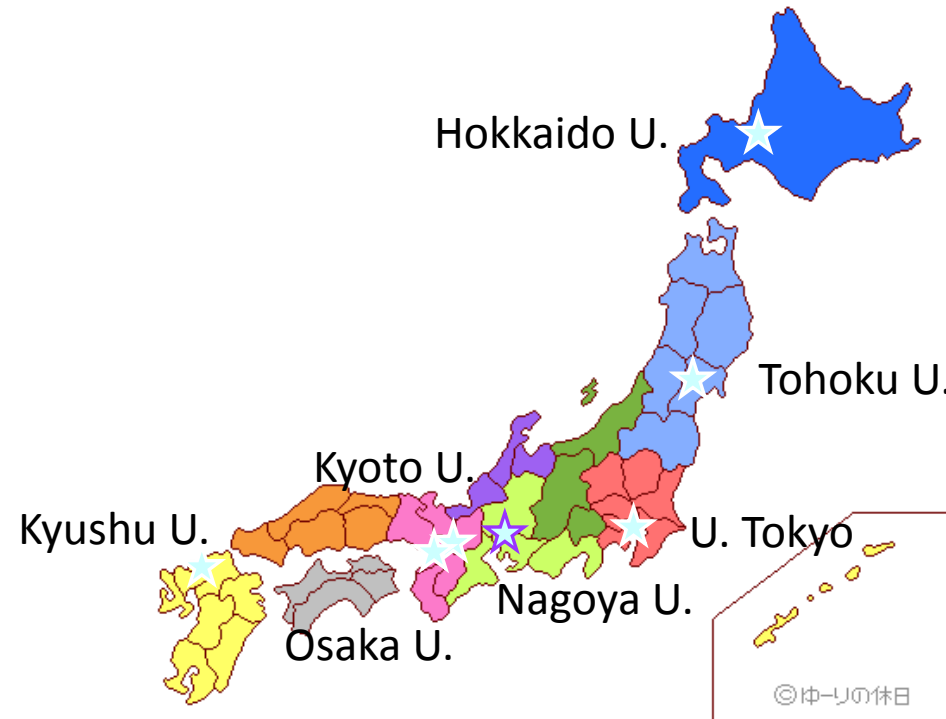 Hokkaido U.
Tohoku U.
Kyoto U.
Kyushu U.
U. Tokyo
Nagoya U.
Osaka U.
©ゆーりの休日